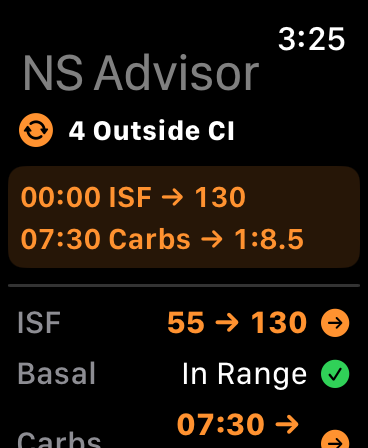 3:25
NS Advisor
4 Outside CI
00:00 ISF → 130
07:30 Carbs → 1:8.5
ISF 55 → 130
Basal In Range
07:30 →
Carbs